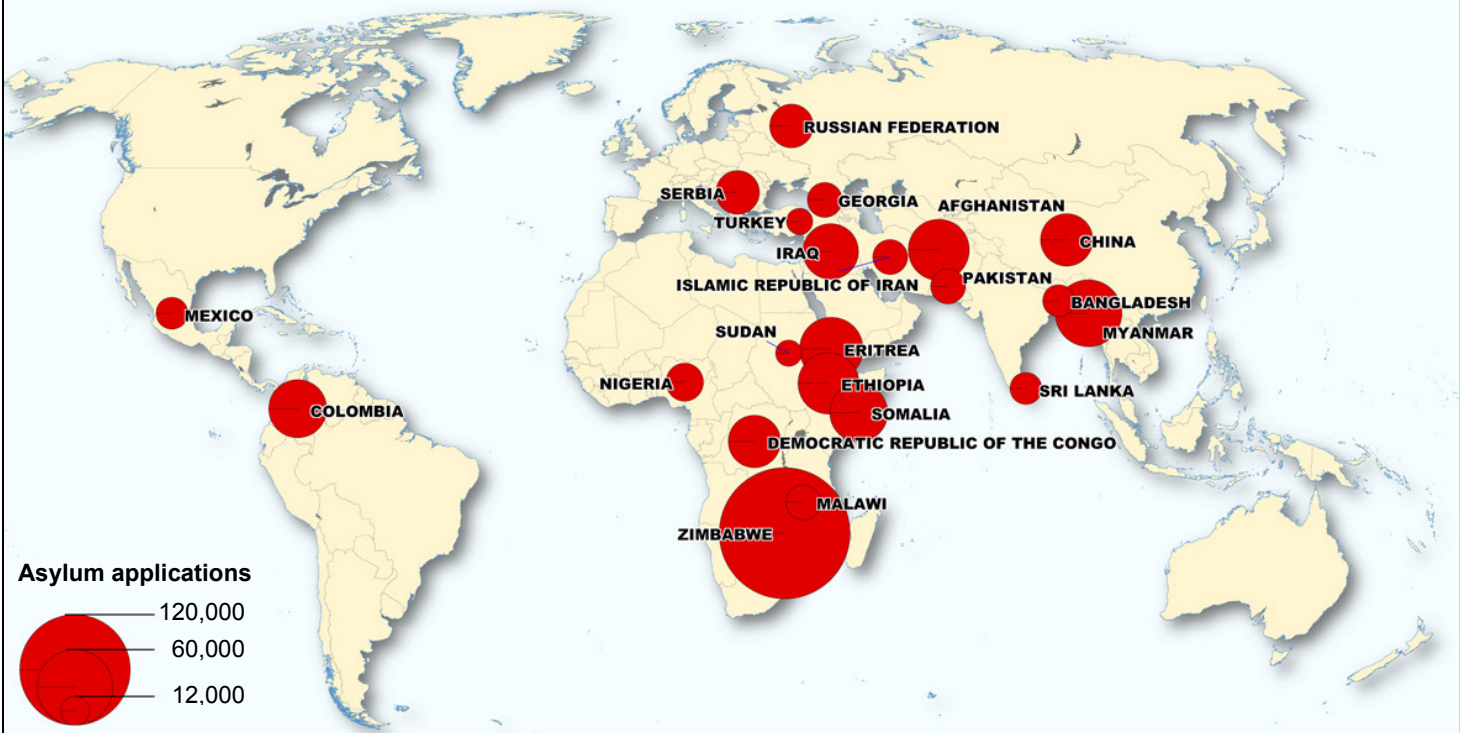 RUSSIAN FEDERATION
SERBIA
GEORGIA
AFGHANISTAN
TURKEY
CHINA
IRAQ
PAKISTAN
ISLAMIC REPUBLIC OF IRAN
BANGLADESH
MEXICO
SUDAN
MYANMAR
ERITREA
NIGERIA
ETHIOPIA
SRI LANKA
COLOMBIA
SOMALIA
DEMOCRATIC REPUBLIC OF THE CONGO
MALAWI
ZIMBABWE
Asylum applications
120,000
60,000
12,000